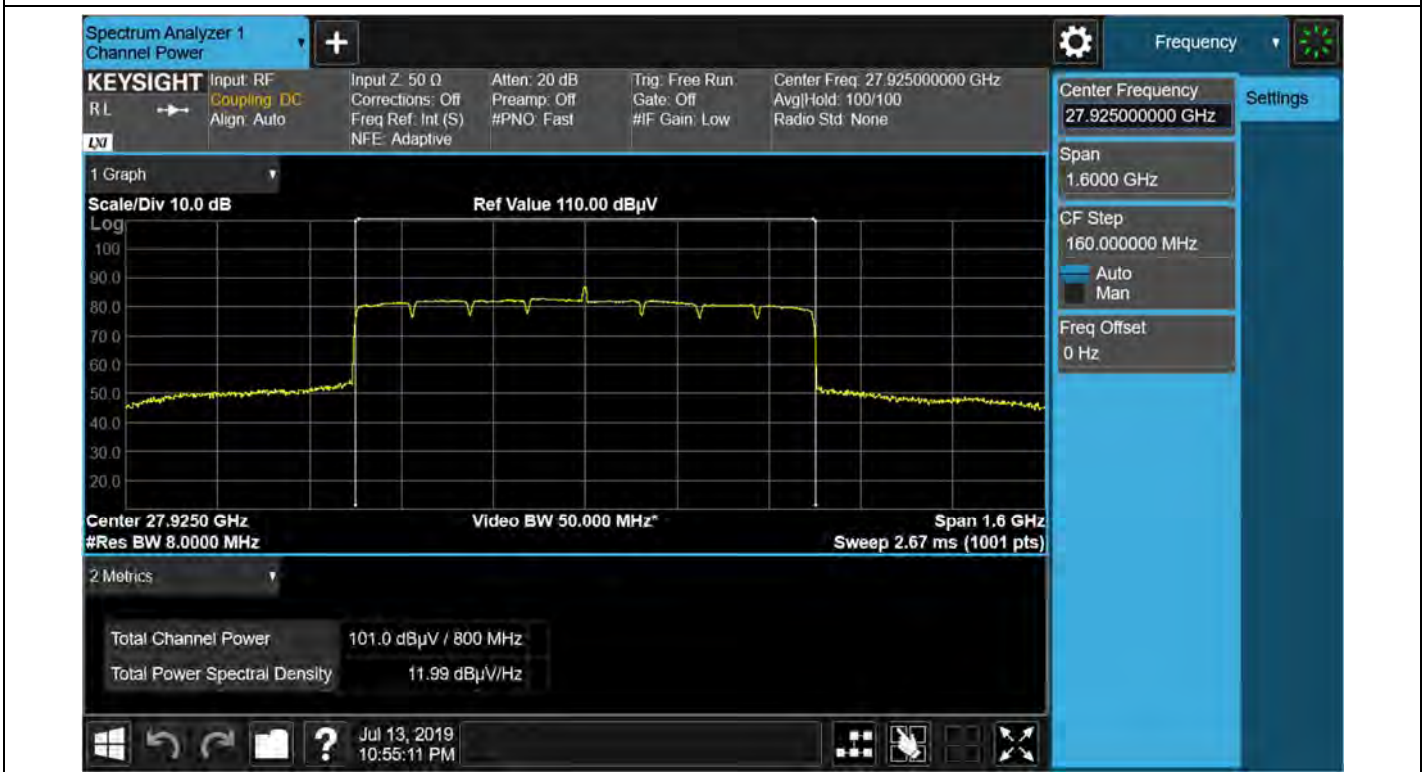 Spectrum Analyzer 1
Channel Power
+
Frequency
KEYSIGHT
RL
LXI
Input: RF
Coupling: DC
Align: Auto
Input Z: 50 Ω
Corrections: Off
Freq Ref: Int (S)
NFE: Adaptive
Atten: 20 dB
Preamp: Off
#PNO: Fast
Trig: Free Run
Gate: Off
#IF Gain: Low
Center Freq: 27.925000000 GHz
Avg|Hold: 100/100
Radio Std: None
Center Frequency
27.925000000 GHz
Settings
Span
1.6000 GHz
CF Step
160.000000 MHz
Auto
Man
Freq Offset
0 Hz
1 Graph
Scale/Div 10.0 dB
Ref Value 110.00 dBµV
Log
100
90.0
80.0
70.0
60.0
50.0
40.0
30.0
20.0
Center 27.9250 GHz
Video BW 50.000 MHz*
Span 1.6 GHz
#Res BW 8.0000 MHz
Sweep 2.67 ms (1001 pts)
2 Metrics
Total Channel Power 101.0 dBµV / 800 MHz
Total Power Spectral Density 11.99 dBµV/Hz
?
Jul 13, 2019
10:55:11 PM